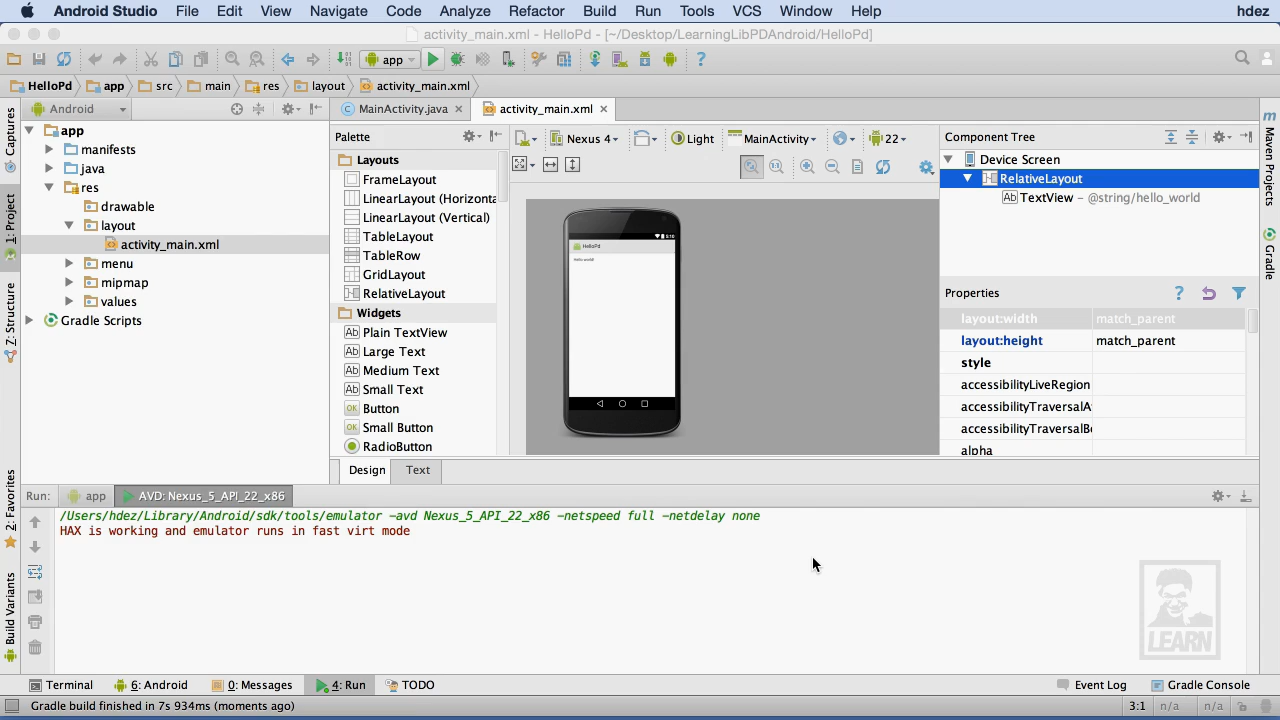 Android Studio File Edit View Navigate Code Analyze Refactor Build Run Tools VCS Window Help hdez
activity_main.xml - HelloPd - [~/Desktop/LearningLibPDAndroid/HelloPd]
app
HelloPd app src main res layout activity_main.xml
Android
MainActivity.java activity_main.xml
Captures
1: Project
Z: Structure
2: Favorites
Build Variants
app
manifests
java
res
drawable
layout
activity_main.xml
menu
mipmap
values
Gradle Scripts
Palette
Layouts
FrameLayout
LinearLayout (Horizonta
LinearLayout (Vertical)
TableLayout
TableRow
GridLayout
RelativeLayout
Widgets
Plain TextView
Large Text
Medium Text
Small Text
Button
Small Button
RadioButton
Nexus 4 Light MainActivity 22
5:10
HelloPd
Hello world!
Design Text
Component Tree
Device Screen
RelativeLayout
TextView – @string/hello_world
Properties
layout:width match_parent
layout:height match_parent
style
accessibilityLiveRegion
accessibilityTraversalA
accessibilityTraversalBe
alpha
Maven Projects
Gradle
Run: app AVD: Nexus_5_API_22_x86
/Users/hdez/Library/Android/sdk/tools/emulator -avd Nexus_5_API_22_x86 -netspeed full -netdelay none
HAX is working and emulator runs in fast virt mode
LEARN
Terminal 6: Android 0: Messages 4: Run TODO Event Log Gradle Console
Gradle build finished in 7s 934ms (moments ago) 3:1 n/a n/a